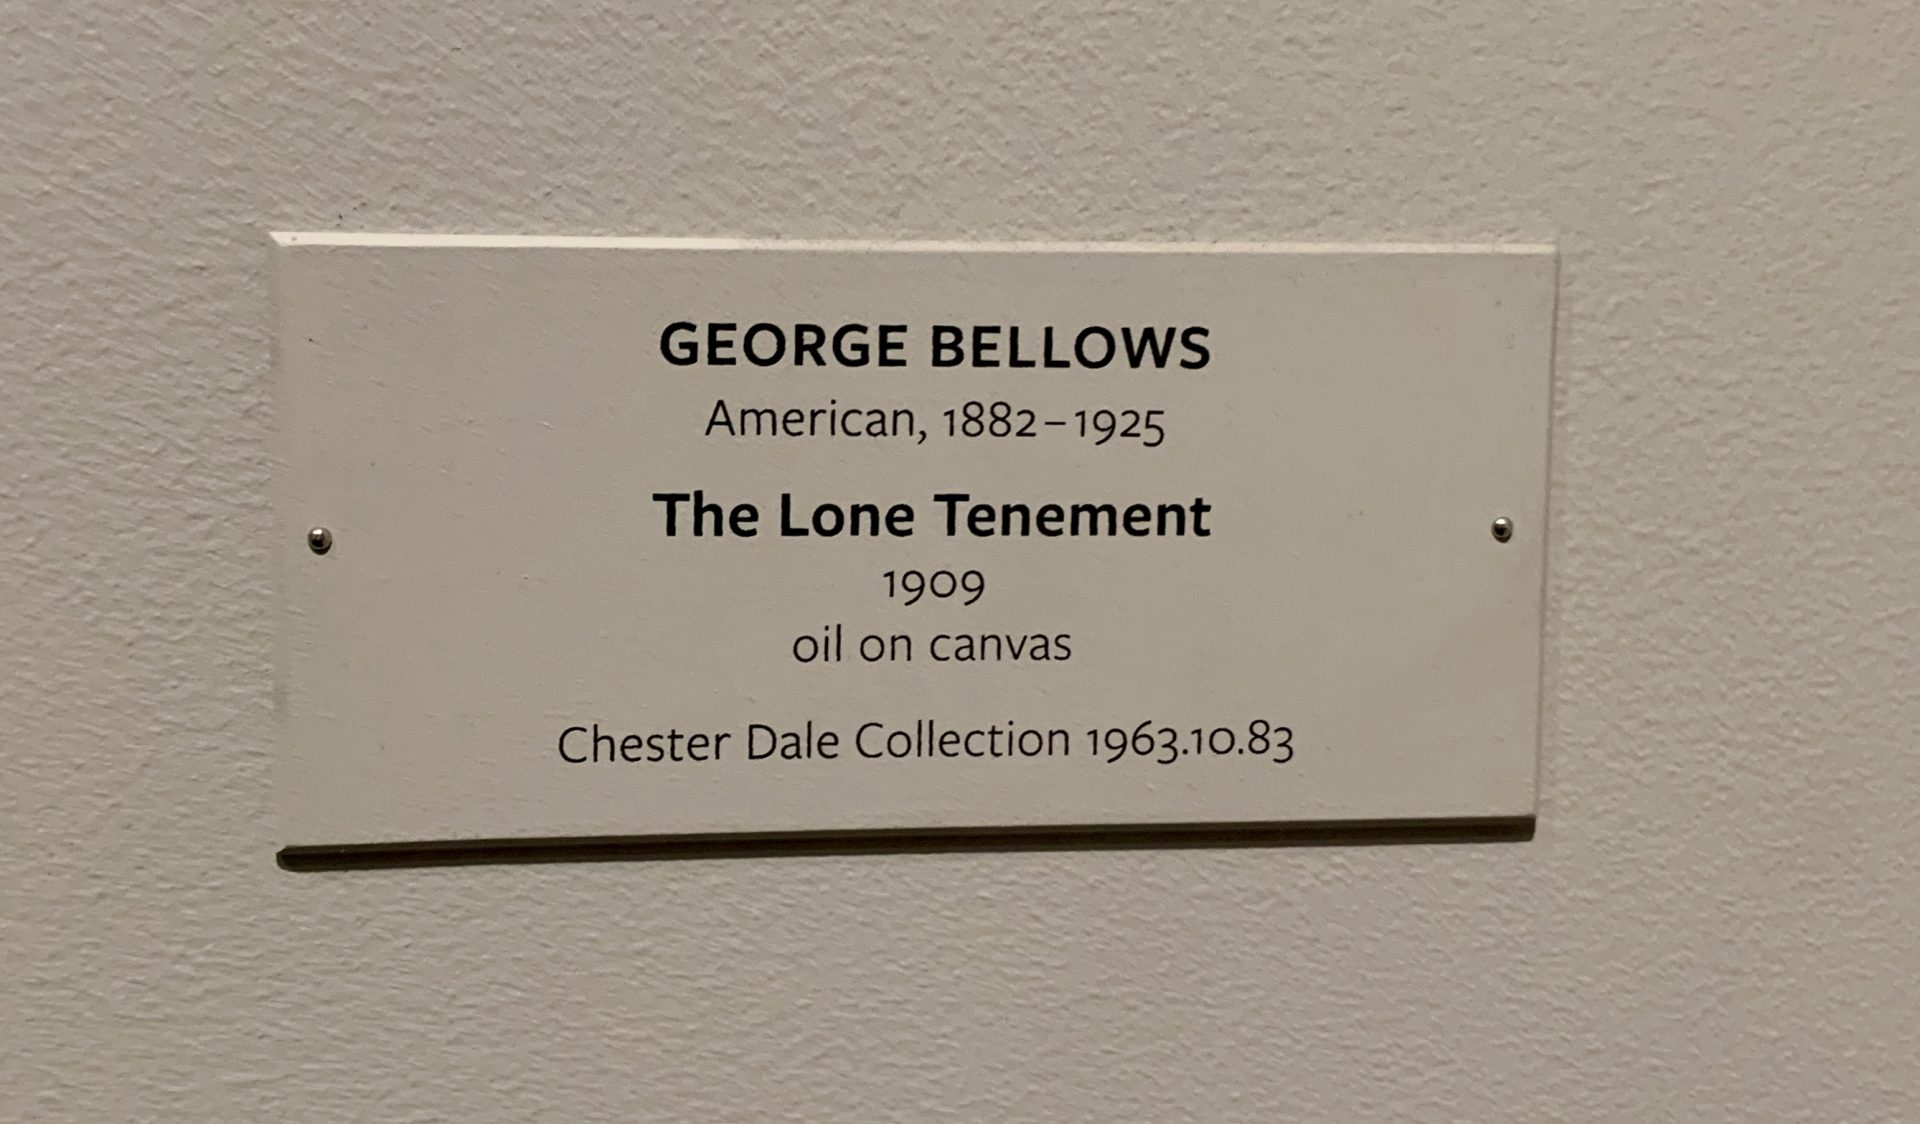 GEORGE BELLOWS
American, 1882–1925
The Lone Tenement
1909
oil on canvas
Chester Dale Collection 1963.10.83